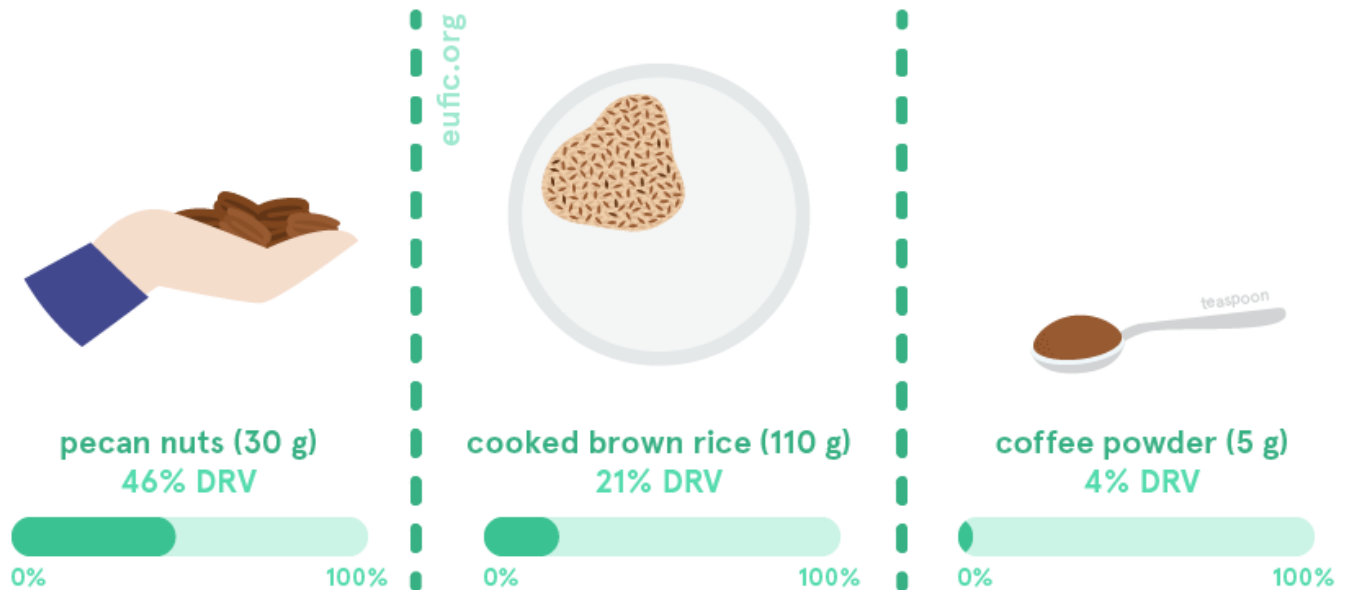 eufic.org
pecan nuts (30 g)
46% DRV
0% 100%
cooked brown rice (110 g)
21% DRV
0% 100%
teaspoon
coffee powder (5 g)
4% DRV
0% 100%